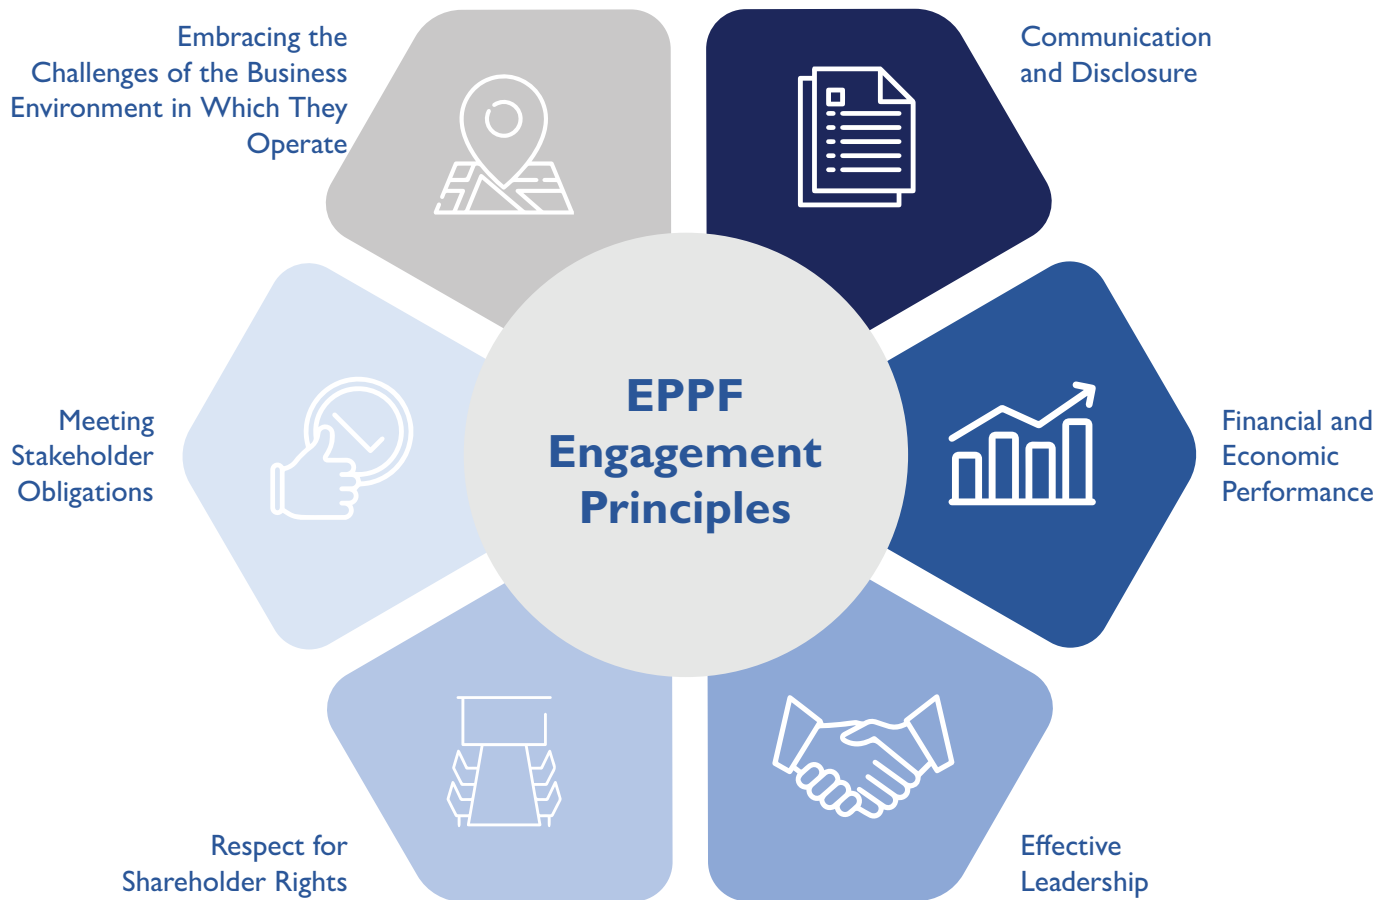 Embracing the
Challenges of the Business
Environment in Which They
Operate
Communication
and Disclosure
EPPF
Engagement
Principles
Meeting
Stakeholder
Obligations
Financial and
Economic
Performance
Respect for
Shareholder Rights
Effective
Leadership